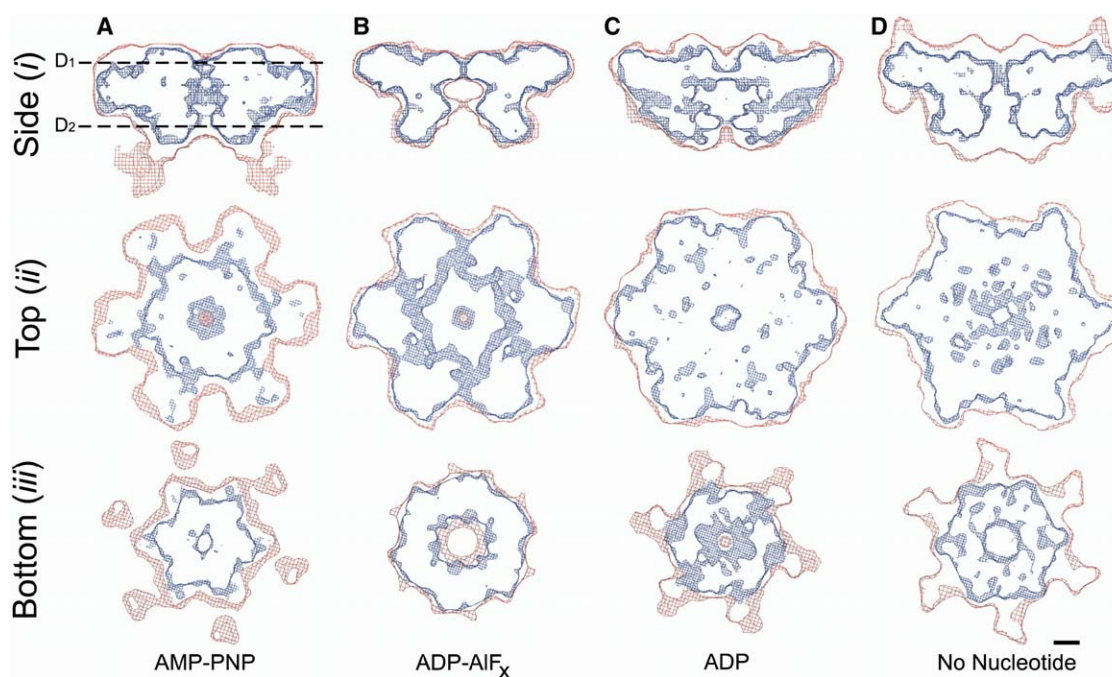 A B C D
Side (i)
D1
D2
Top (ii)
Bottom (iii)
AMP-PNP ADP-AlFx ADP No Nucleotide